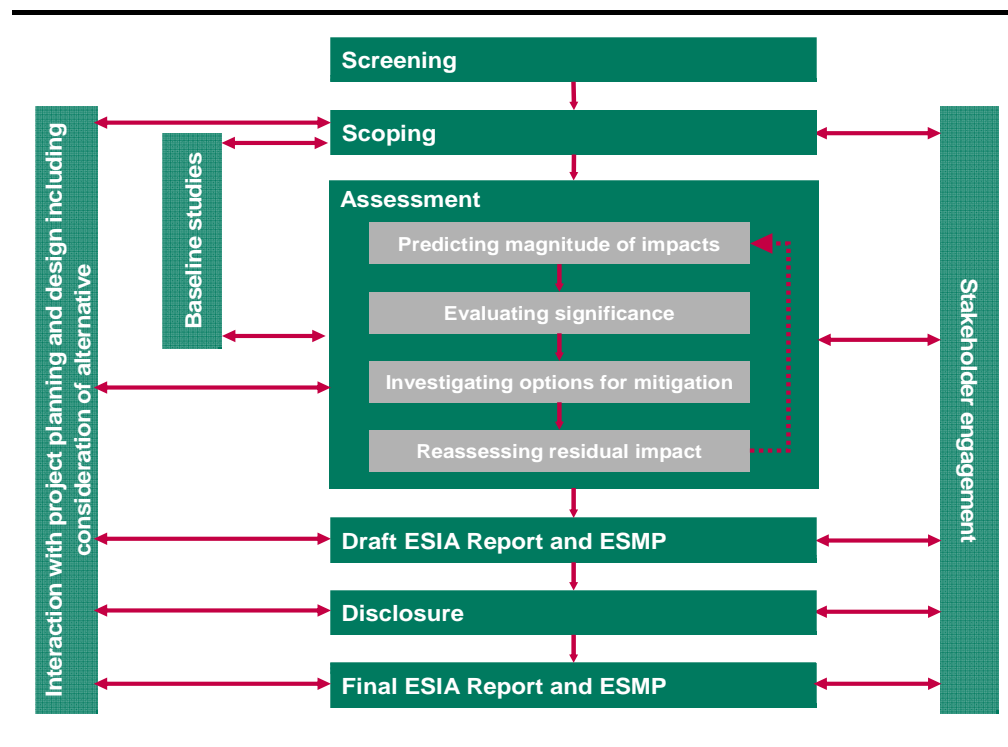 Screening
Scoping
Assessment
Predicting magnitude of impacts
Evaluating significance
Investigating options for mitigation
Reassessing residual impact
Draft ESIA Report and ESMP
Disclosure
Final ESIA Report and ESMP
Interaction with project planning and design including
consideration of alternative
Baseline studies
Stakeholder engagement